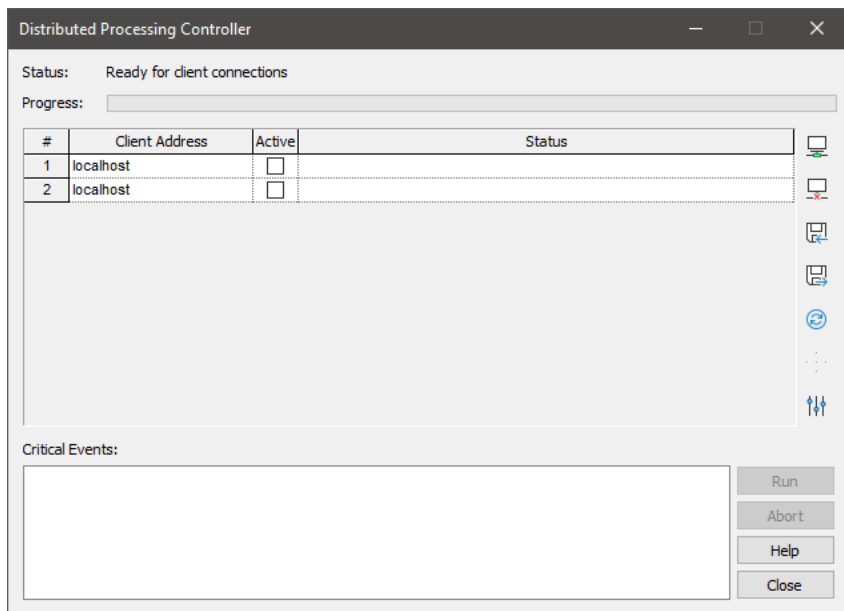 Distributed Processing Controller
Status: Ready for client connections
Progress:
# Client Address Active Status
1 localhost
2 localhost
Critical Events:
Run
Abort
Help
Close